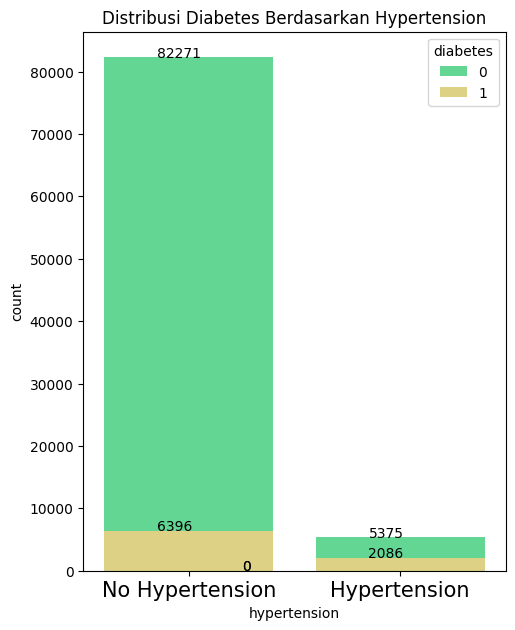 Distribusi Diabetes Berdasarkan Hypertension
diabetes
0
1
count
80000
70000
60000
50000
40000
30000
20000
10000
0
82271
6396
0
5375
2086
No Hypertension
Hypertension
hypertension